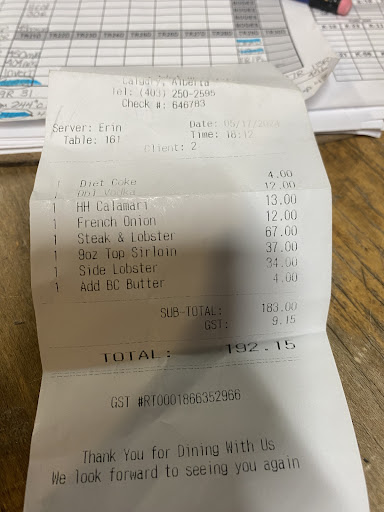 Calgary, Alberta
Tel: (403) 250-2595
Check #: 646783
Server: Erin Date: 05/17/2023
Table: 161 Time: 18:12
Client: 2
1 Diet Coke 4.00
1 Dbl Vodka 12.00
1 HH Calamari 13.00
1 French Onion 12.00
1 Steak & Lobster 67.00
1 9oz Top Sirloin 37.00
1 Side Lobster 34.00
1 Add BC Butter 4.00
SUB-TOTAL: 183.00
GST: 9.15
TOTAL: 192.15
GST #RT0001866352966
Thank You for Dining With Us
We look forward to seeing you again